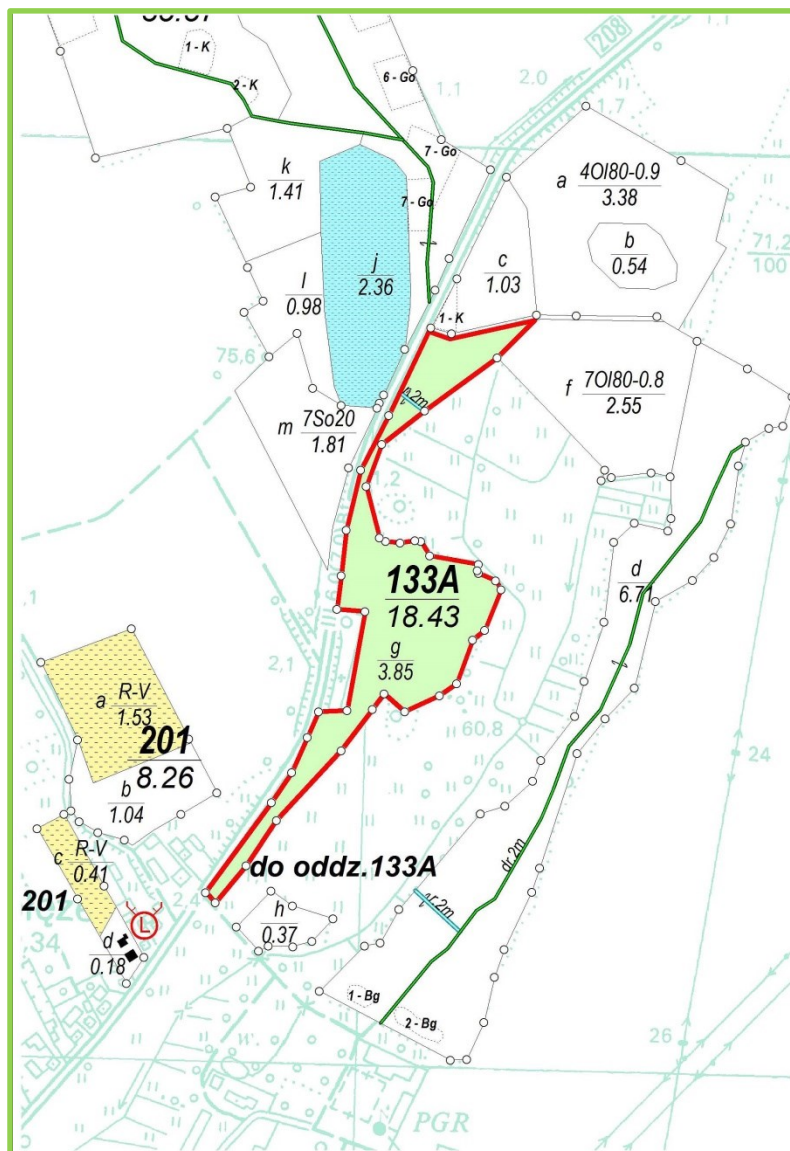 1 - K
2 - K
6 - Go
208
1.1
2.0
1.7
7 - Go
k
1.41
a 4Ol80-0.9
3.38
7 - Go
b
0.54
71,2
100
c
1.03
j
2.36
l
0.98
1 - K
75,6
f 7Ol80-0.8
2.55
m 7So20
1.81
133A
18.43
d
6.71
g
3.85
2,1
60.8
a R-V
1.53
201
8.26
24
b
1.04
dr.2m
c R-V
0.41
do oddz.133A
201
2,4
L
34
h
0.37
d
0.18
1 - Bg
2 - Bg
26
PGR